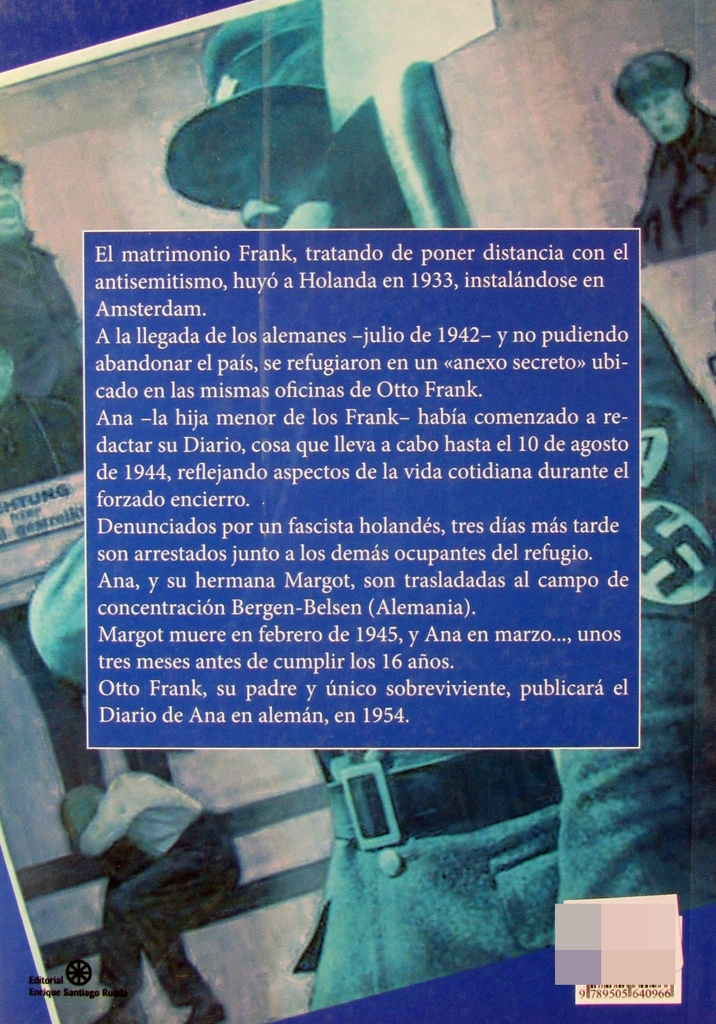 El matrimonio Frank, tratando de poner distancia con el
antisemitismo, huyó a Holanda en 1933, instalándose en
Amsterdam.
A la llegada de los alemanes –julio de 1942– y no pudiendo
abandonar el país, se refugiaron en un «anexo secreto» ubi-
cado en las mismas oficinas de Otto Frank.
Ana –la hija menor de los Frank– había comenzado a re-
dactar su Diario, cosa que lleva a cabo hasta el 10 de agosto
de 1944, reflejando aspectos de la vida cotidiana durante el
forzado encierro.
Denunciados por un fascista holandés, tres días más tarde
son arrestados junto a los demás ocupantes del refugio.
Ana, y su hermana Margot, son trasladadas al campo de
concentración Bergen-Belsen (Alemania).
Margot muere en febrero de 1945, y Ana en marzo..., unos
tres meses antes de cumplir los 16 años.
Otto Frank, su padre y único sobreviviente, publicará el
Diario de Ana en alemán, en 1954.
Editorial
Enrique Santiago Rueda
9 789505 640966